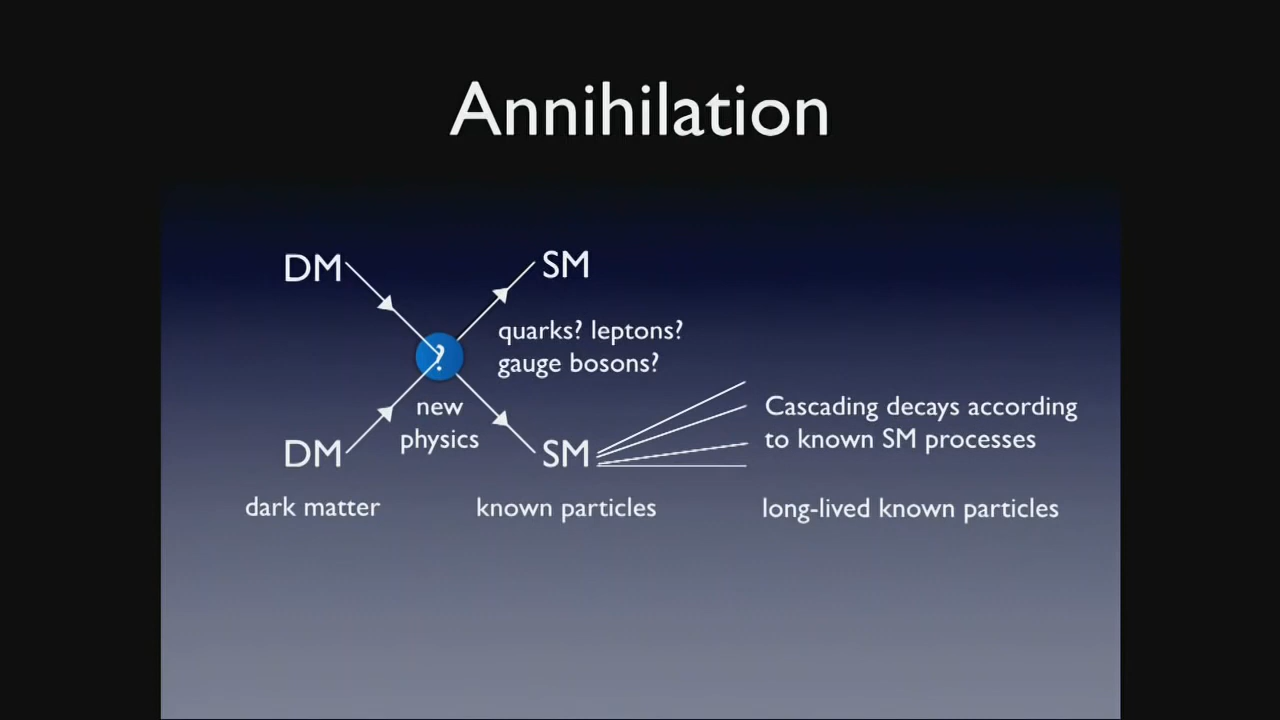 Annihilation
DM
SM
quarks? leptons?
gauge bosons?
?
new
physics
Cascading decays according
to known SM processes
DM
SM
dark matter
known particles
long-lived known particles